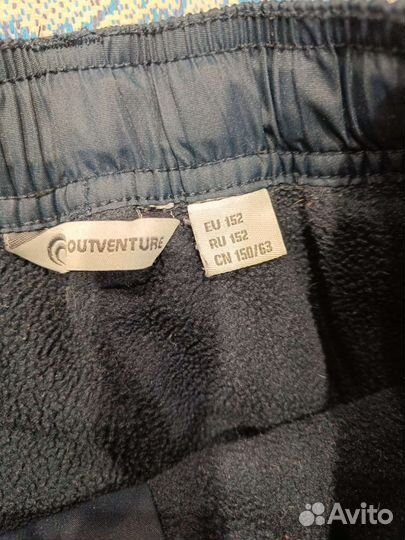 OUTVENTURE
EU 152
RU 152
CN 150/63
Avito